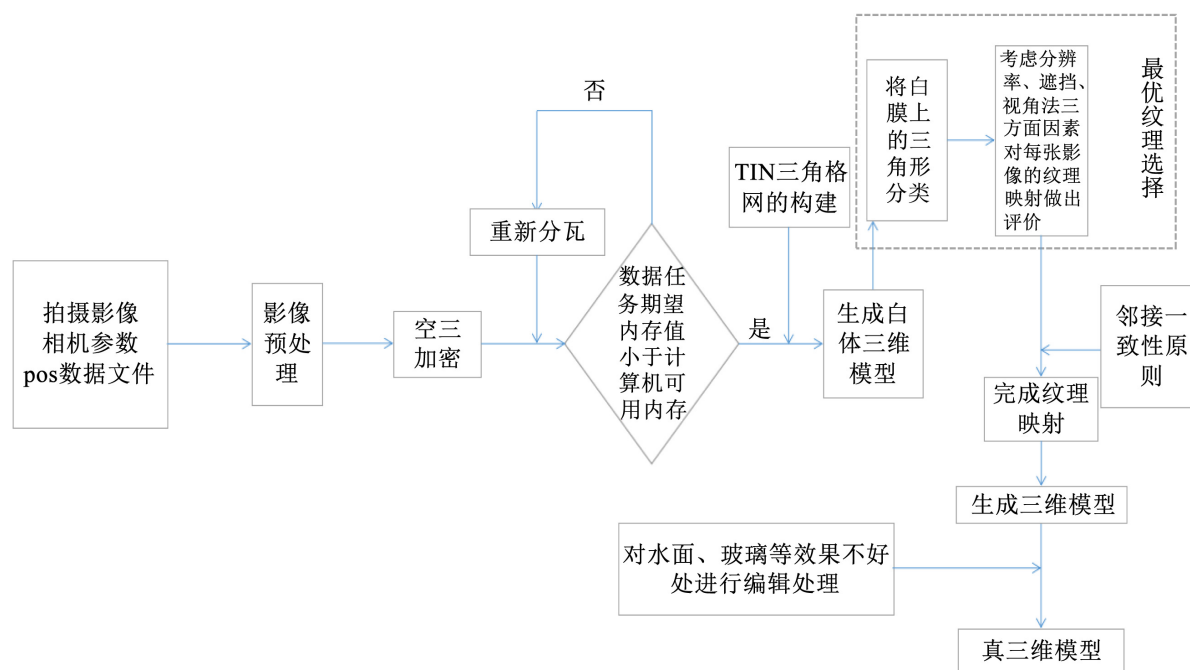 拍摄影像
相机参数
pos数据文件
影像
预处
理
空三
加密
否
重新分瓦
数据任
务期望
内存值
小于计
算机可
用内存
是
TIN三角格
网的构建
生成白
体三维
模型
将白
膜上
的三
角形
分类
考虑分辨
率、遮挡、
视角法三
方面因素
对每张影
像的纹理
映射做出
评价
最
优
纹
理
选
择
邻接一
致性原
则
完成纹理
映射
生成三维模型
对水面、玻璃等效果不好
处进行编辑处理
真三维模型